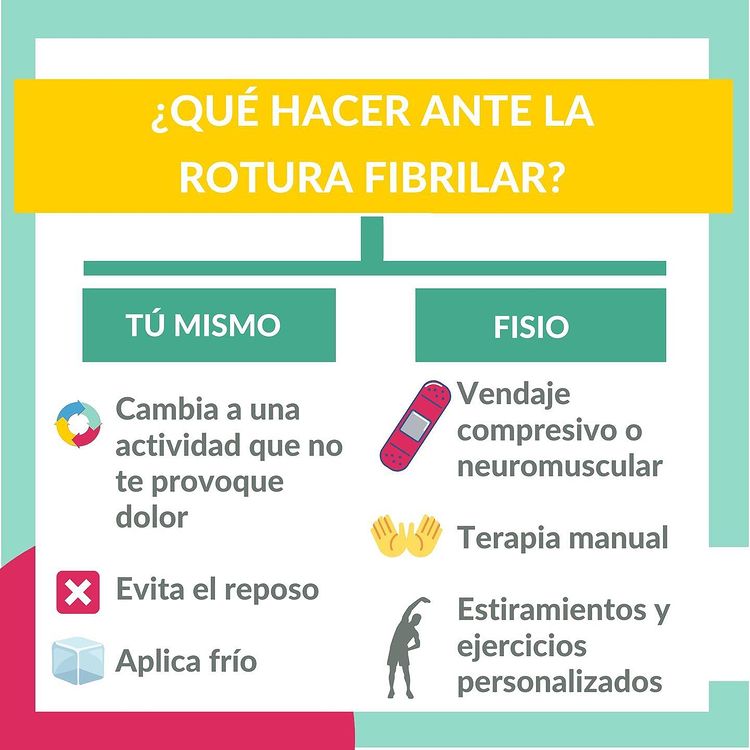 ¿QUÉ HACER ANTE LA
ROTURA FIBRILAR?
TÚ MISMO
Cambia a una
actividad que no
te provoque
dolor
Evita el reposo
Aplica frío
FISIO
Vendaje
compresivo o
neuromuscular
Terapia manual
Estiramientos y
ejercicios
personalizados